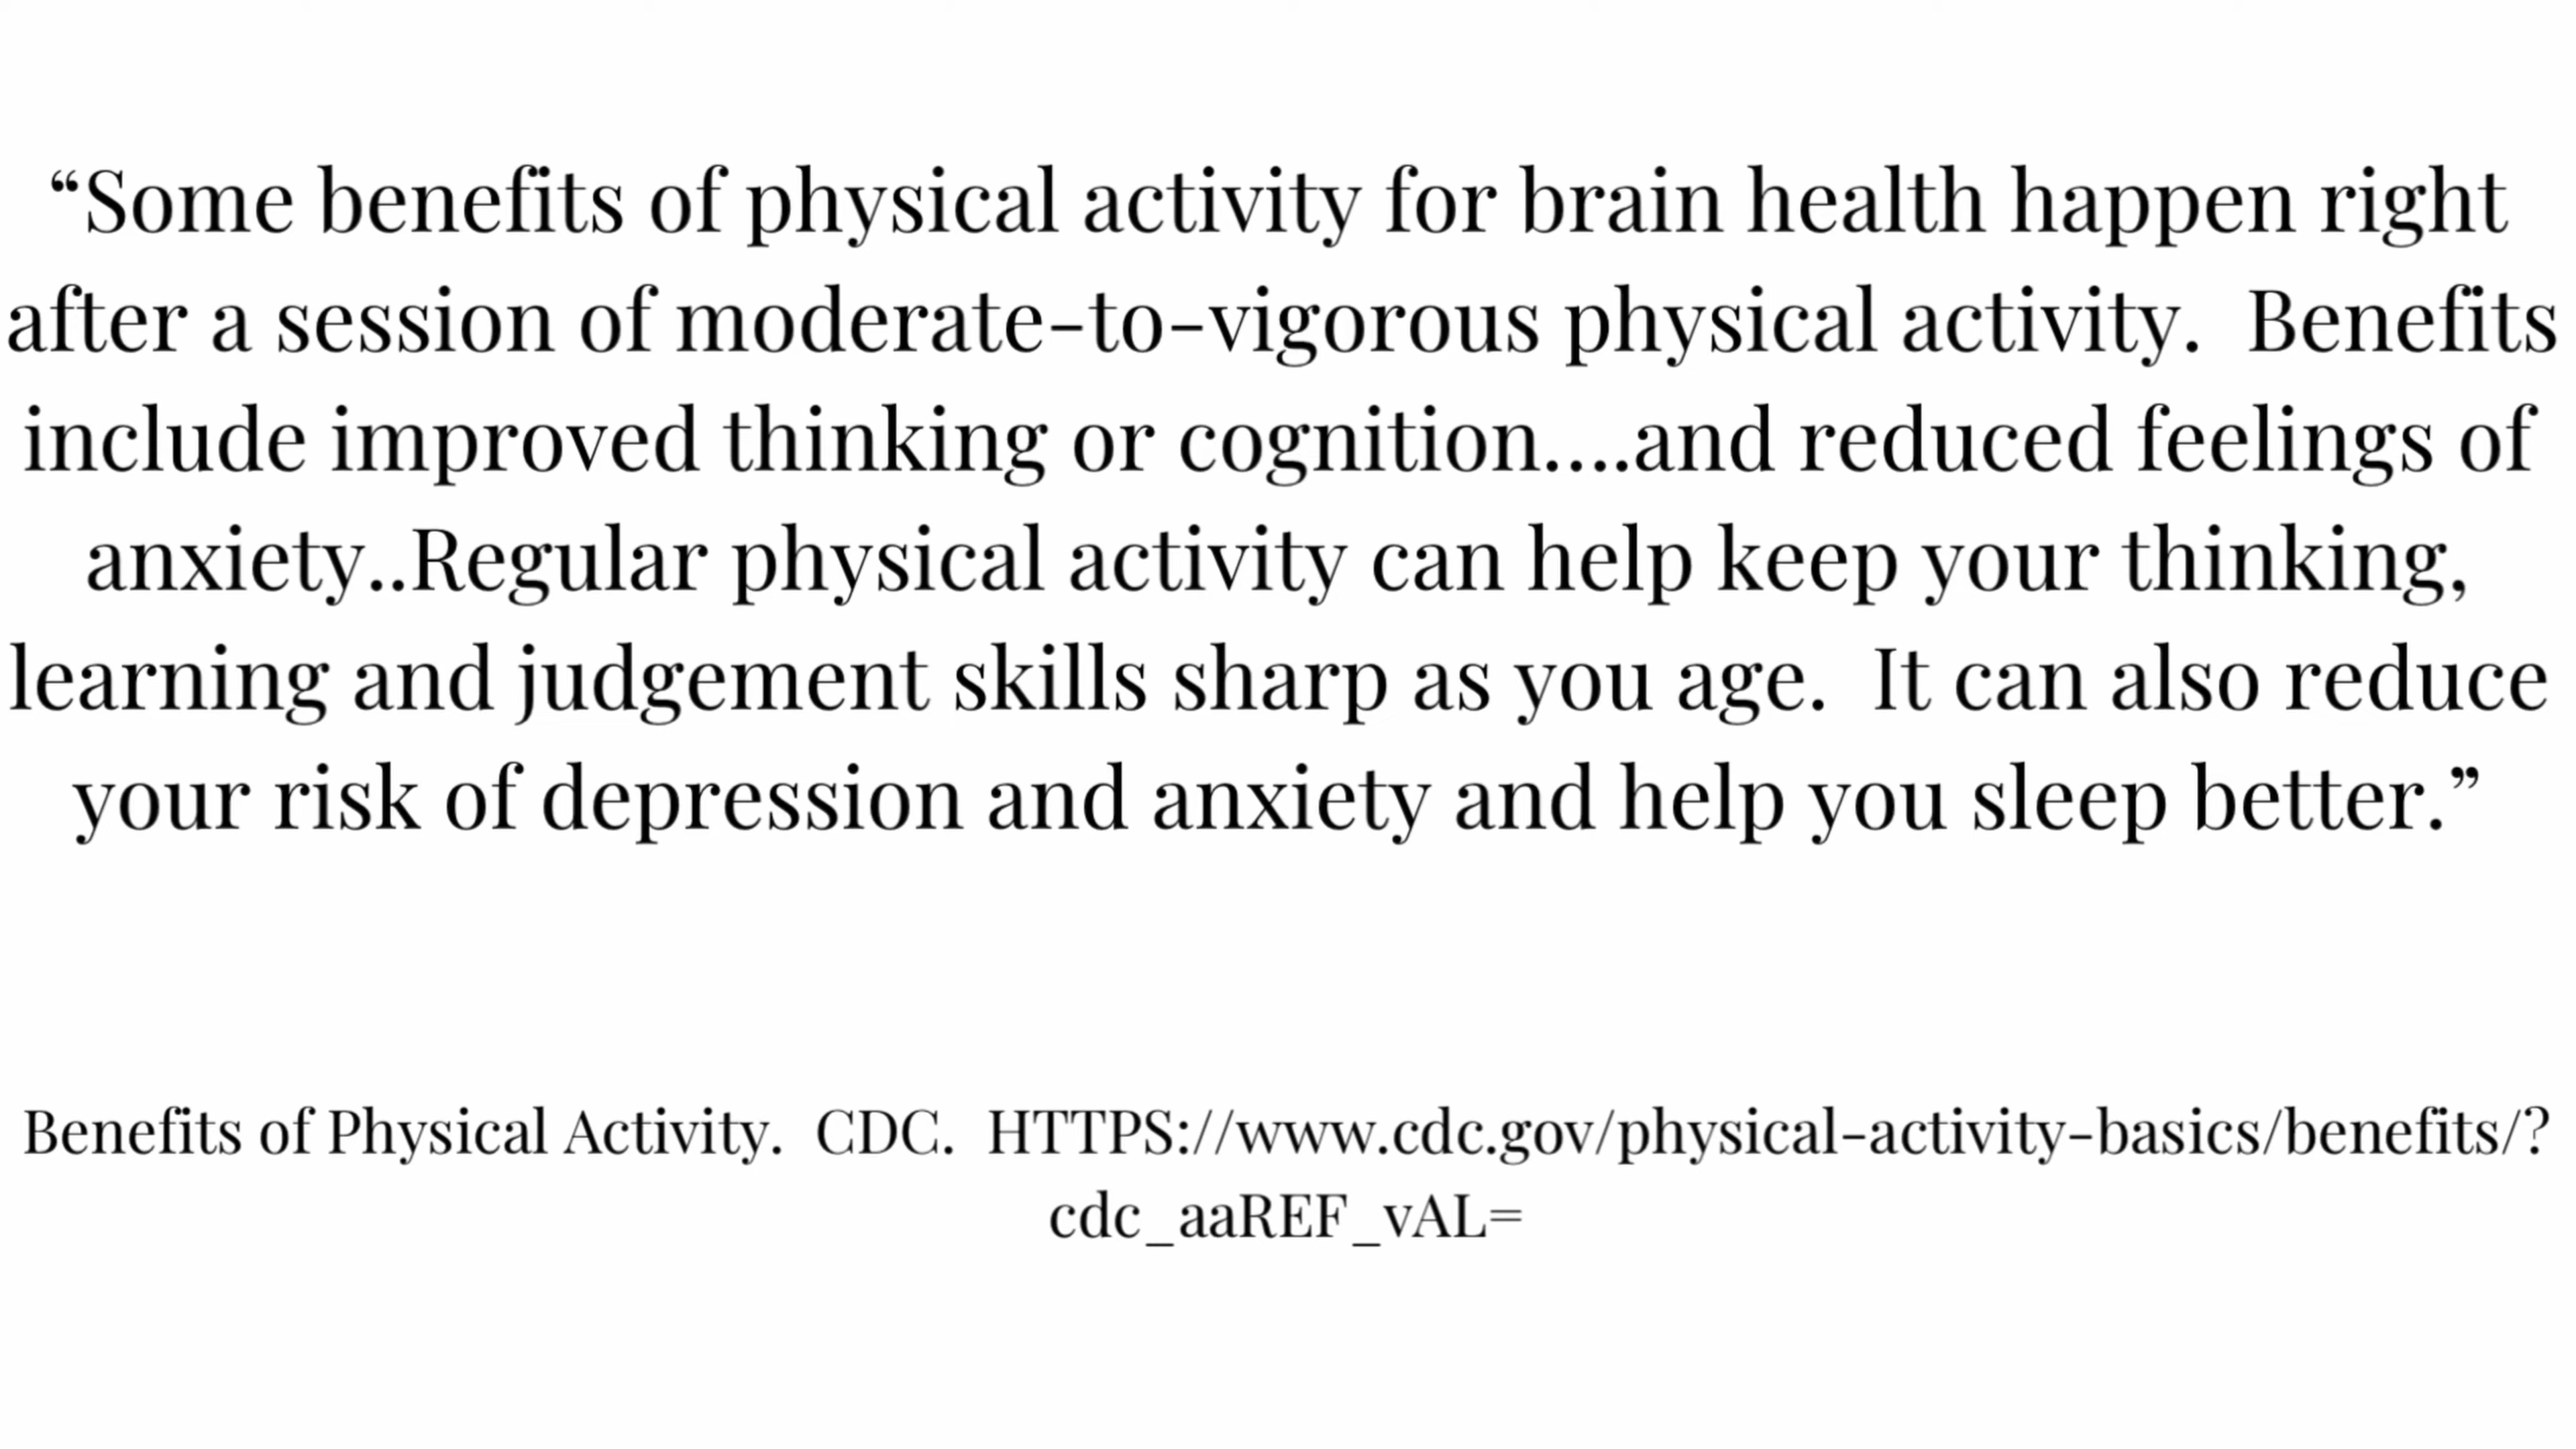 “Some benefits of physical activity for brain health happen right
after a session of moderate-to-vigorous physical activity.  Benefits
include improved thinking or cognition....and reduced feelings of
anxiety..Regular physical activity can help keep your thinking,
learning and judgement skills sharp as you age.  It can also reduce
your risk of depression and anxiety and help you sleep better.”
Benefits of Physical Activity.  CDC.  HTTPS://www.cdc.gov/physical-activity-basics/benefits/?
cdc_aaREF_vAL=